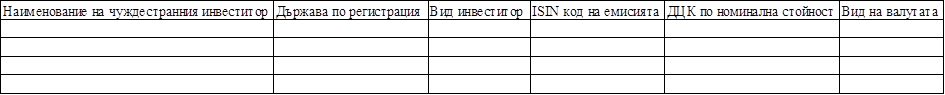 Наименование на чуждестранния инвеститор Държава по регистрация Вид инвеститор ISIN код на емисията ДЦК по номинална стойност Вид на валутата